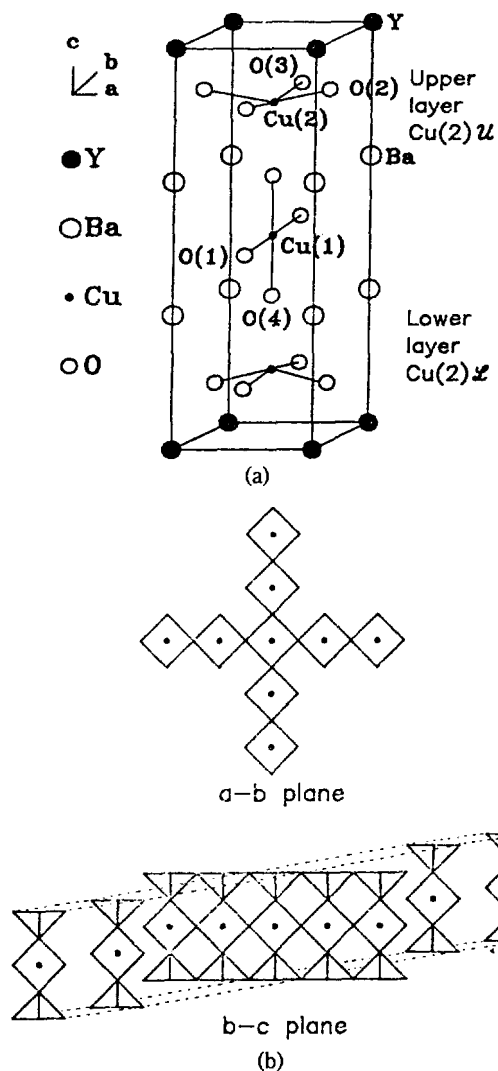 c
b
a
Y
Ba
Cu
O
Y
O(3)
O(2)
Cu(2)
Upper
layer
Cu(2) 𝓤
Ba
O(1)
Cu(1)
O(4)
Lower
layer
Cu(2) 𝓛
(a)
a-b plane
b-c plane
(b)